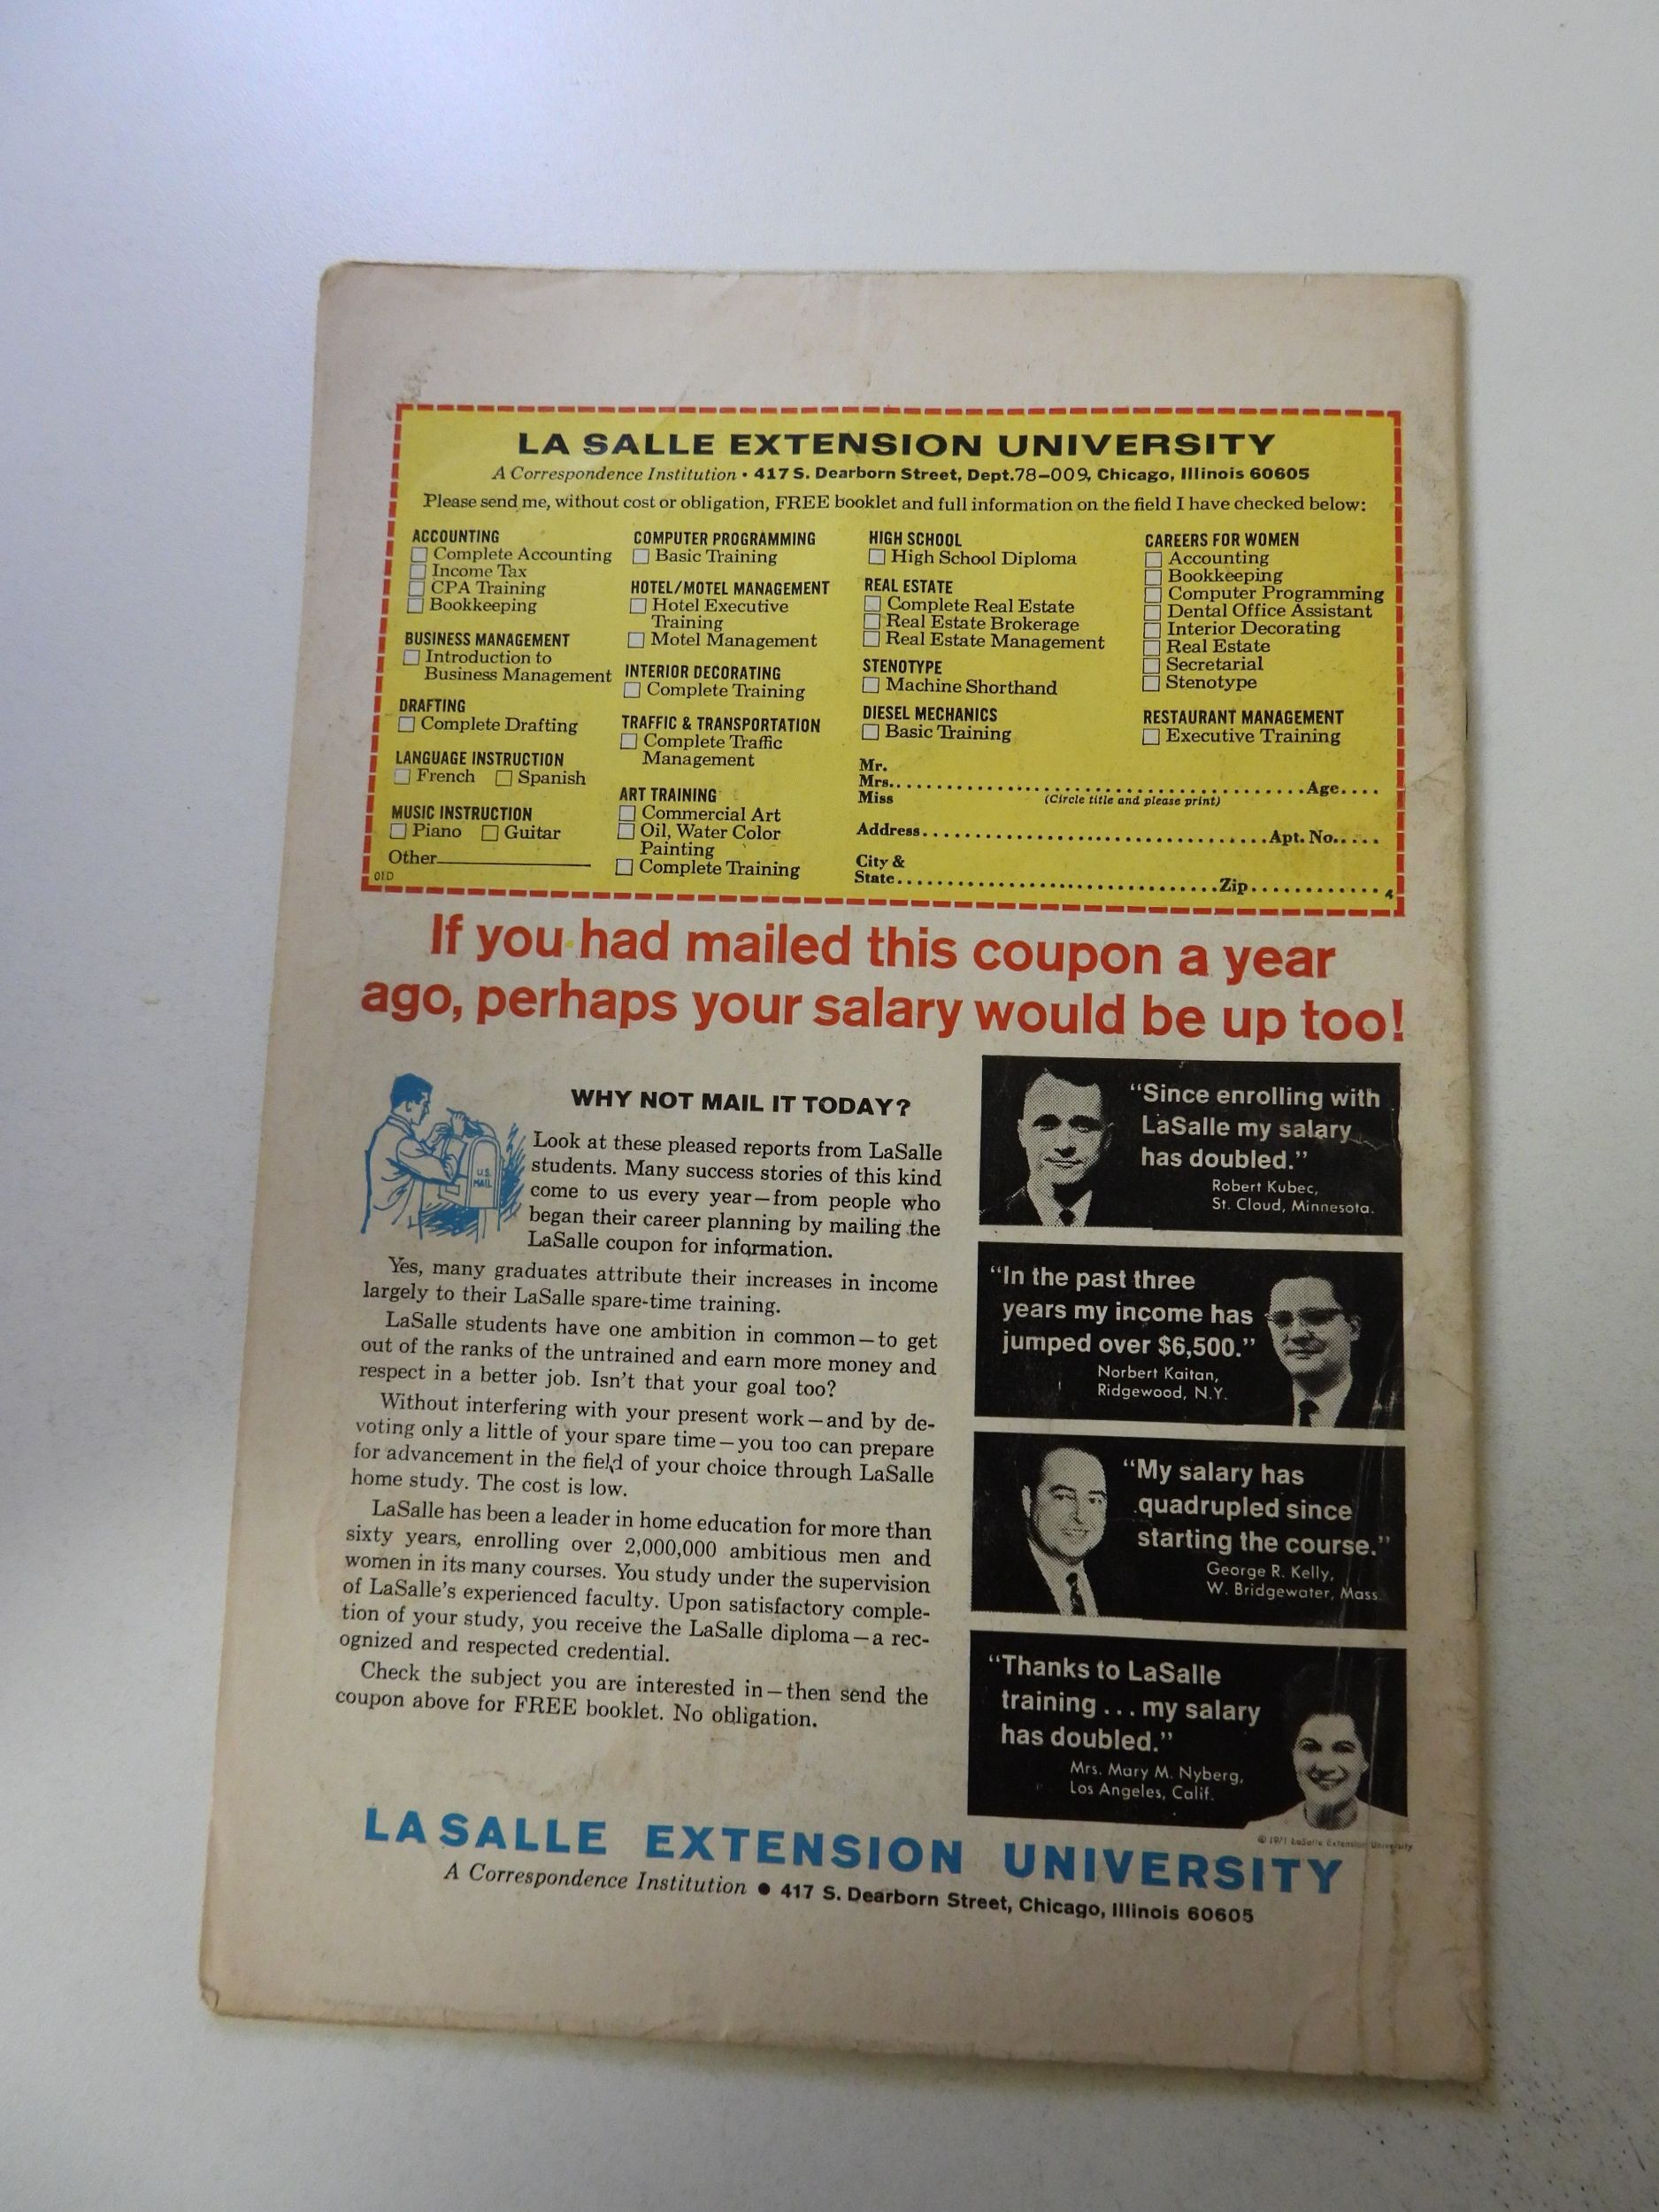 LA SALLE EXTENSION UNIVERSITY
A Correspondence Institution • 417 S. Dearborn Street, Dept.78-009, Chicago, Illinois 60605
Please send me, without cost or obligation, FREE booklet and full information on the field I have checked below:
ACCOUNTING
Complete Accounting
Income Tax
CPA Training
Bookkeeping
BUSINESS MANAGEMENT
Introduction to
Business Management
DRAFTING
Complete Drafting
LANGUAGE INSTRUCTION
French Spanish
MUSIC INSTRUCTION
Piano Guitar
Other
01D
COMPUTER PROGRAMMING
Basic Training
HOTEL/MOTEL MANAGEMENT
Hotel Executive
Training
Motel Management
INTERIOR DECORATING
Complete Training
TRAFFIC & TRANSPORTATION
Complete Traffic
Management
ART TRAINING
Commercial Art
Oil, Water Color
Painting
Complete Training
HIGH SCHOOL
High School Diploma
REAL ESTATE
Complete Real Estate
Real Estate Brokerage
Real Estate Management
STENOTYPE
Machine Shorthand
DIESEL MECHANICS
Basic Training
CAREERS FOR WOMEN
Accounting
Bookkeeping
Computer Programming
Dental Office Assistant
Interior Decorating
Real Estate
Secretarial
Stenotype
RESTAURANT MANAGEMENT
Executive Training
Mr.
Mrs. Age
Miss (Circle title and please print)
Address Apt. No.
City &
State Zip 4
If you had mailed this coupon a year
ago, perhaps your salary would be up too!
U.S.
MAIL
WHY NOT MAIL IT TODAY?
Look at these pleased reports from LaSalle
students. Many success stories of this kind
come to us every year—from people who
began their career planning by mailing the
LaSalle coupon for information.
Yes, many graduates attribute their increases in income
largely to their LaSalle spare-time training.
LaSalle students have one ambition in common—to get
out of the ranks of the untrained and earn more money and
respect in a better job. Isn't that your goal too?
Without interfering with your present work—and by de-
voting only a little of your spare time—you too can prepare
for advancement in the field of your choice through LaSalle
home study. The cost is low.
LaSalle has been a leader in home education for more than
sixty years, enrolling over 2,000,000 ambitious men and
women in its many courses. You study under the supervision
of LaSalle's experienced faculty. Upon satisfactory comple-
tion of your study, you receive the LaSalle diploma—a rec-
ognized and respected credential.
Check the subject you are interested in—then send the
coupon above for FREE booklet. No obligation.
"Since enrolling with
LaSalle my salary
has doubled."
Robert Kubec,
St. Cloud, Minnesota.
"In the past three
years my income has
jumped over $6,500."
Norbert Kaitan,
Ridgewood, N.Y.
"My salary has
quadrupled since
starting the course."
George R. Kelly,
W. Bridgewater, Mass.
"Thanks to LaSalle
training . . . my salary
has doubled."
Mrs. Mary M. Nyberg,
Los Angeles, Calif.
© 1971 LaSalle Extension University
LASALLE EXTENSION UNIVERSITY
A Correspondence Institution • 417 S. Dearborn Street, Chicago, Illinois 60605